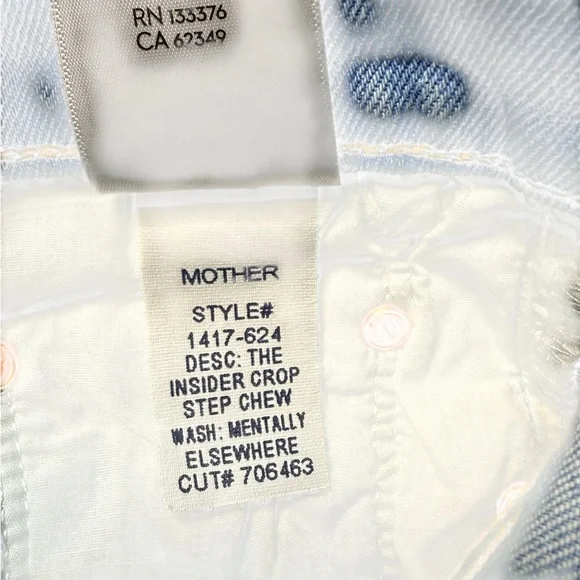 RN 133376
CA 62349
MOTHER
STYLE#
1417-624
DESC: THE
INSIDER CROP
STEP CHEW
WASH: MENTALLY
ELSEWHERE
CUT# 706463